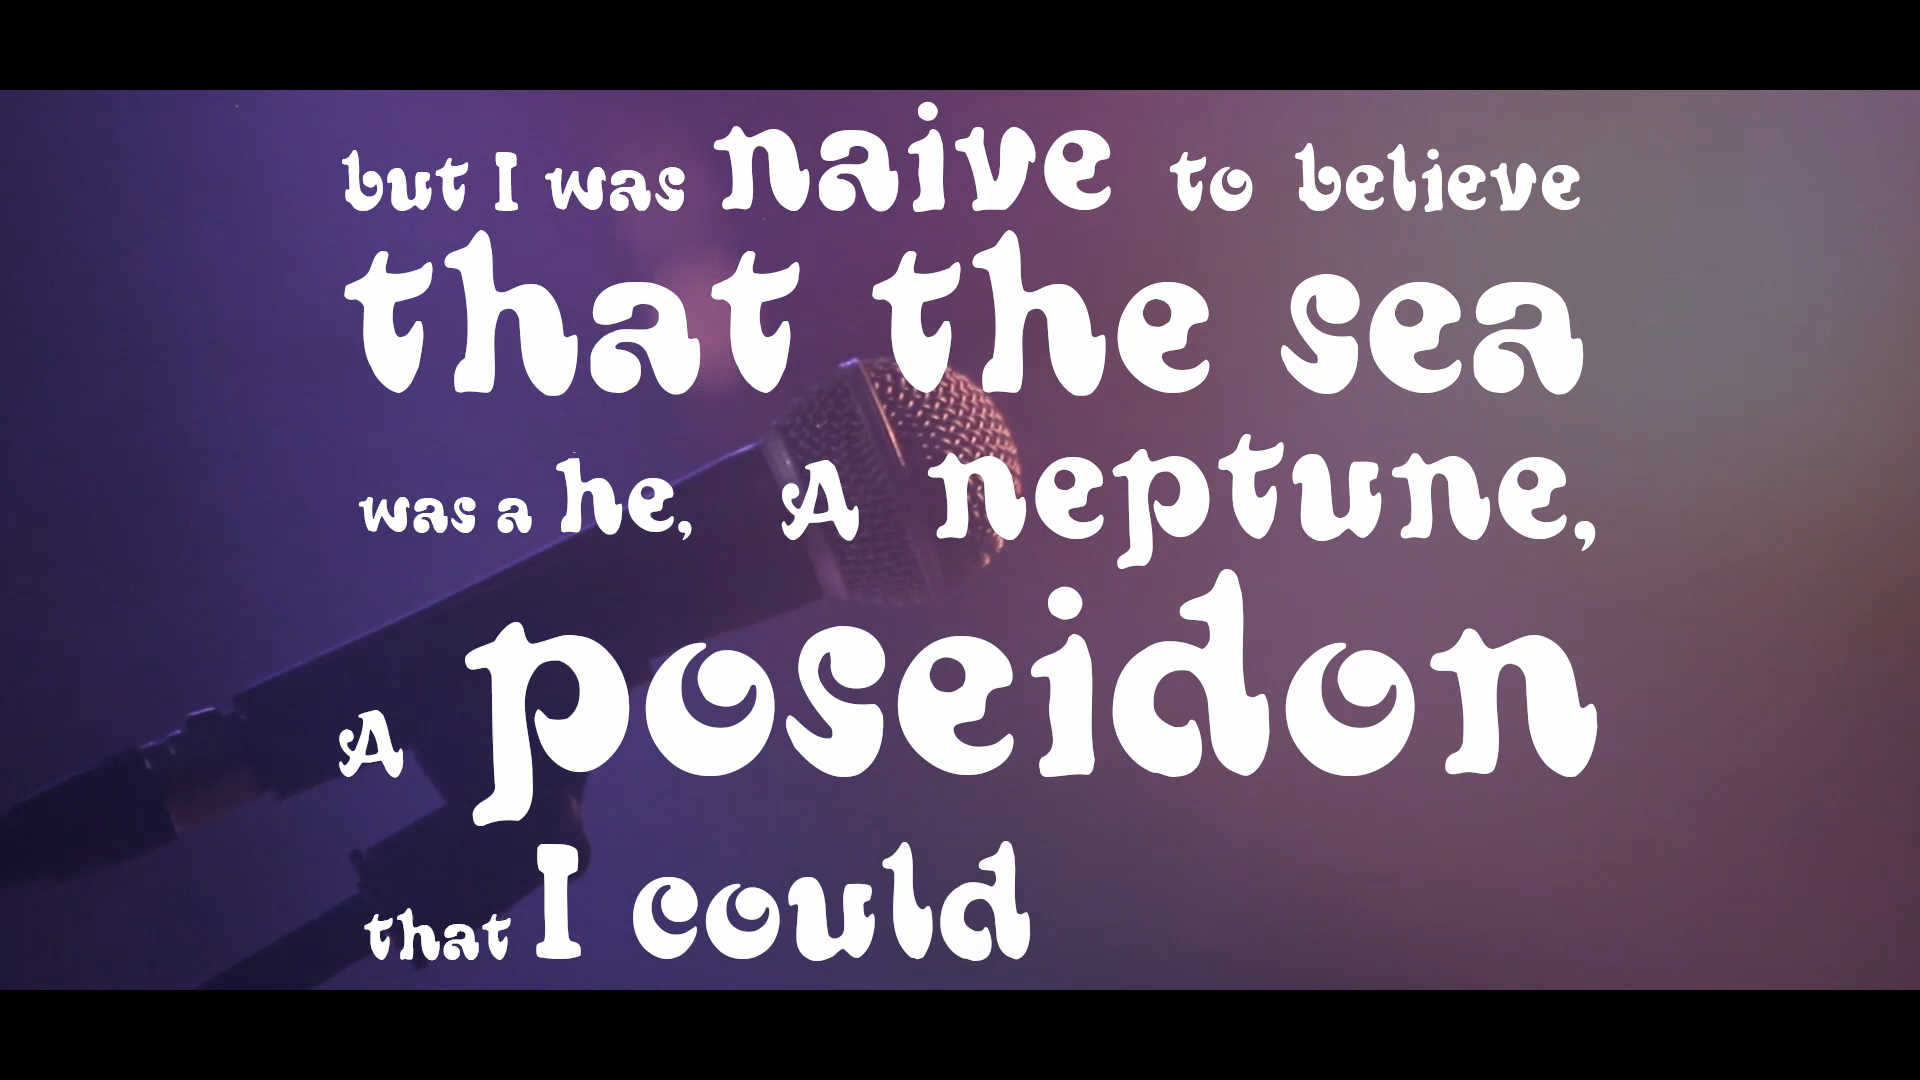 but I was naive to believe
that the sea
was a he, A neptune,
A poseidon
that I could